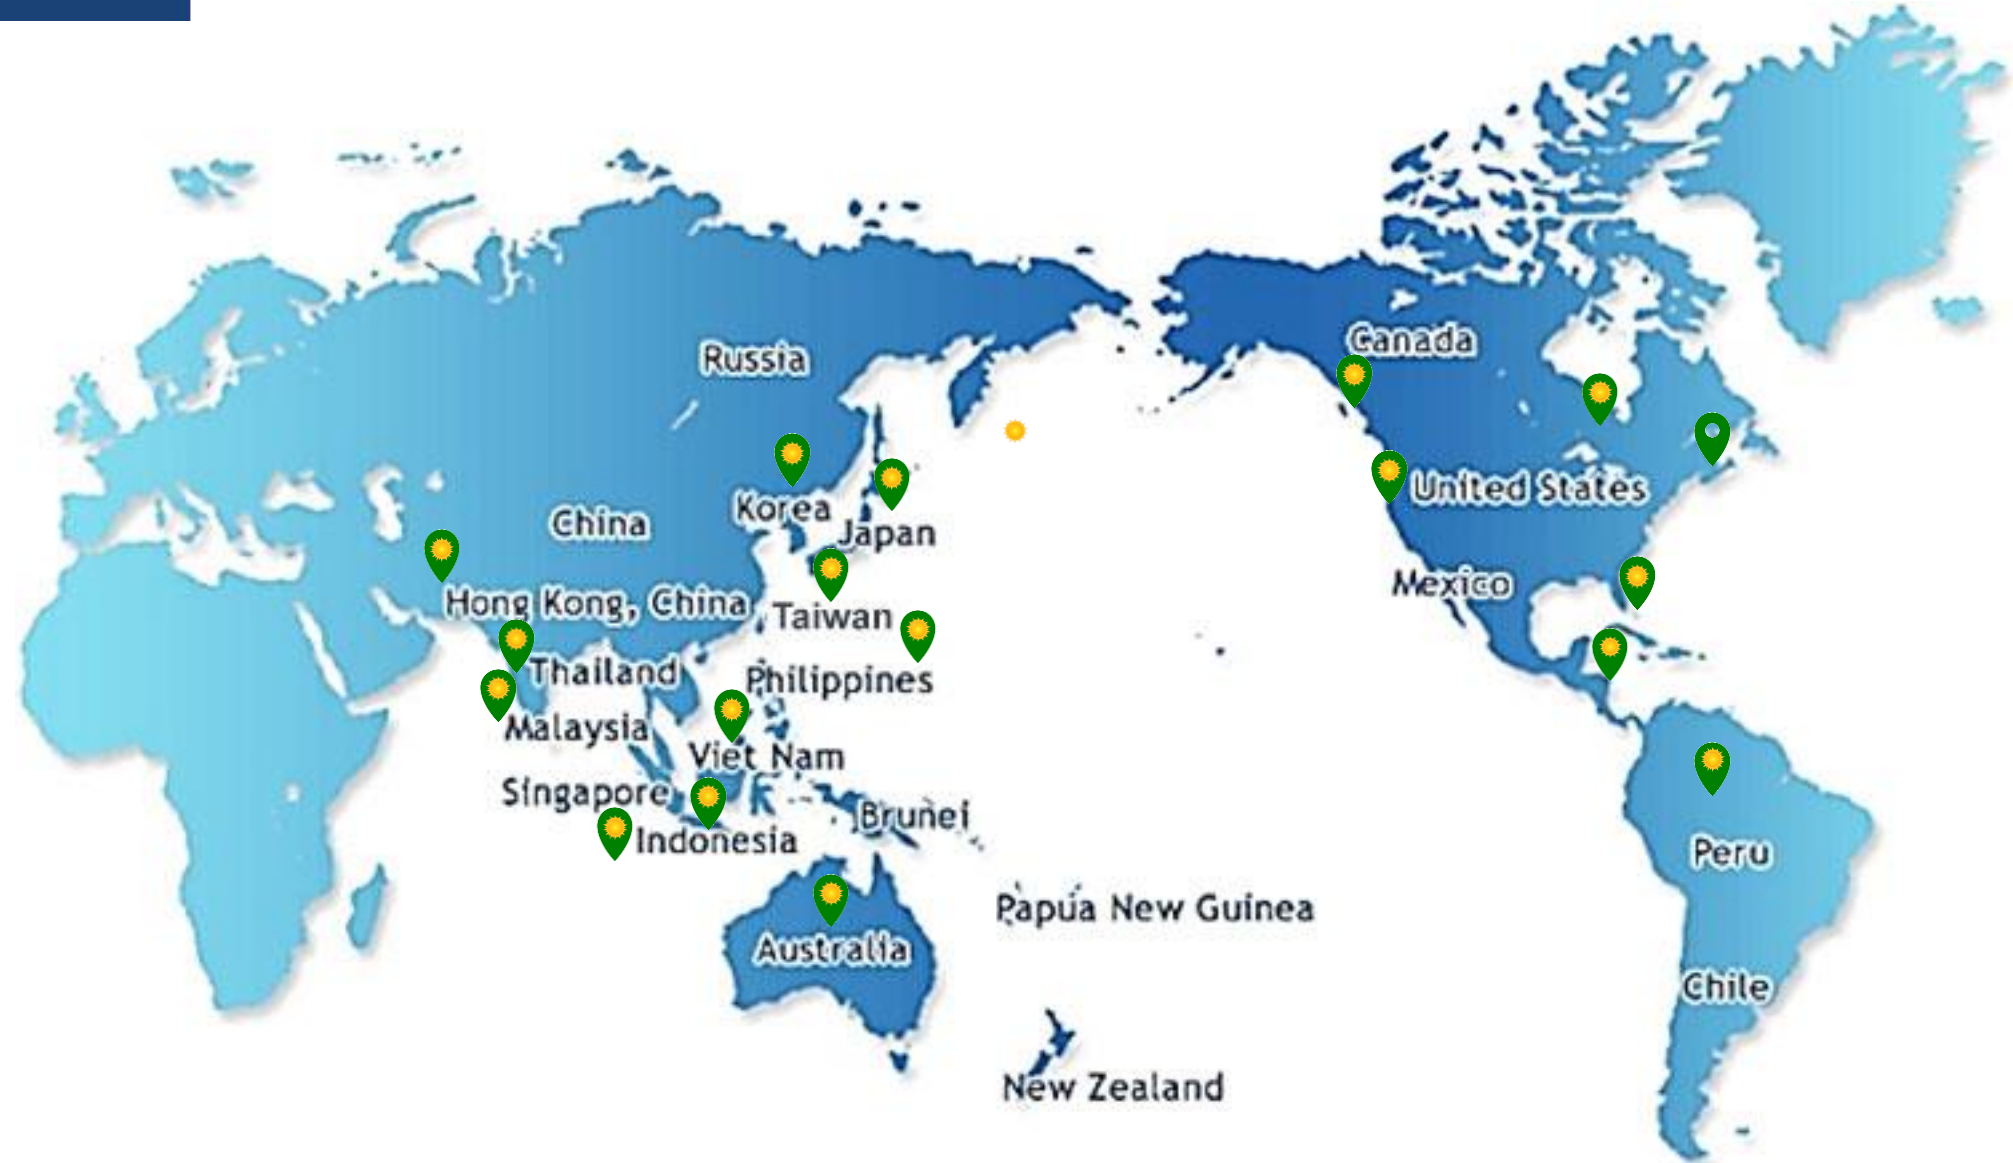 Canada
Russia
United States
Korea
China
Japan
Mexico
Hong Kong, China
Taiwan
Thailand
Philippines
Malaysia
Viet Nam
Singapore
Brunei
Indonesia
Peru
Papua New Guinea
Australia
Chile
New Zealand